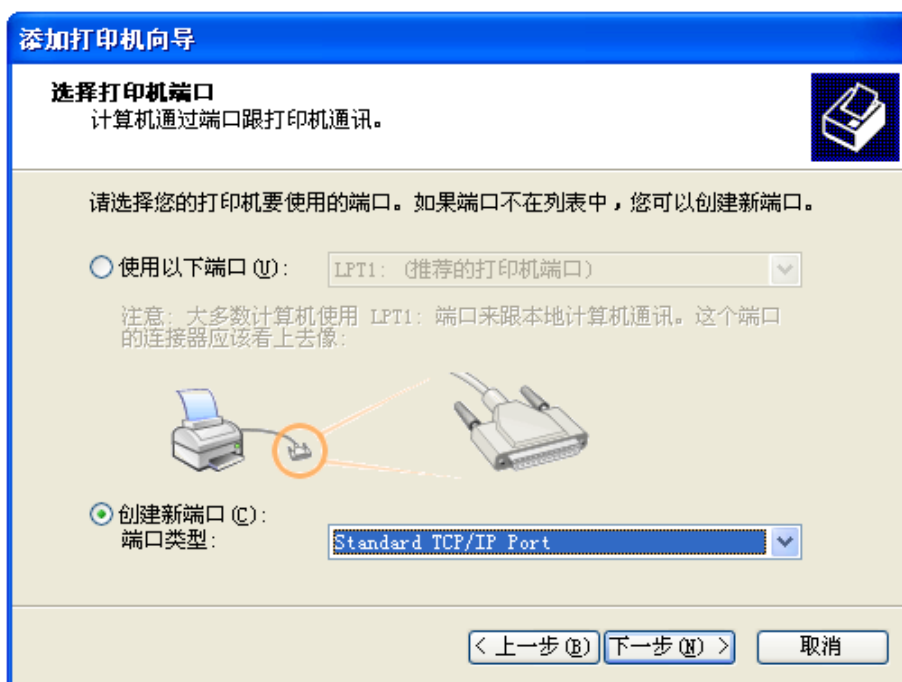 添加打印机向导
选择打印机端口
计算机通过端口跟打印机通讯。
请选择您的打印机要使用的端口。如果端口不在列表中，您可以创建新端口。
使用以下端口(U): LPT1: (推荐的打印机端口)
注意: 大多数计算机使用 LPT1: 端口来跟本地计算机通讯。这个端口
的连接器应该看上去像:
创建新端口(C):
端口类型: Standard TCP/IP Port
< 上一步(B) 下一步(N) > 取消